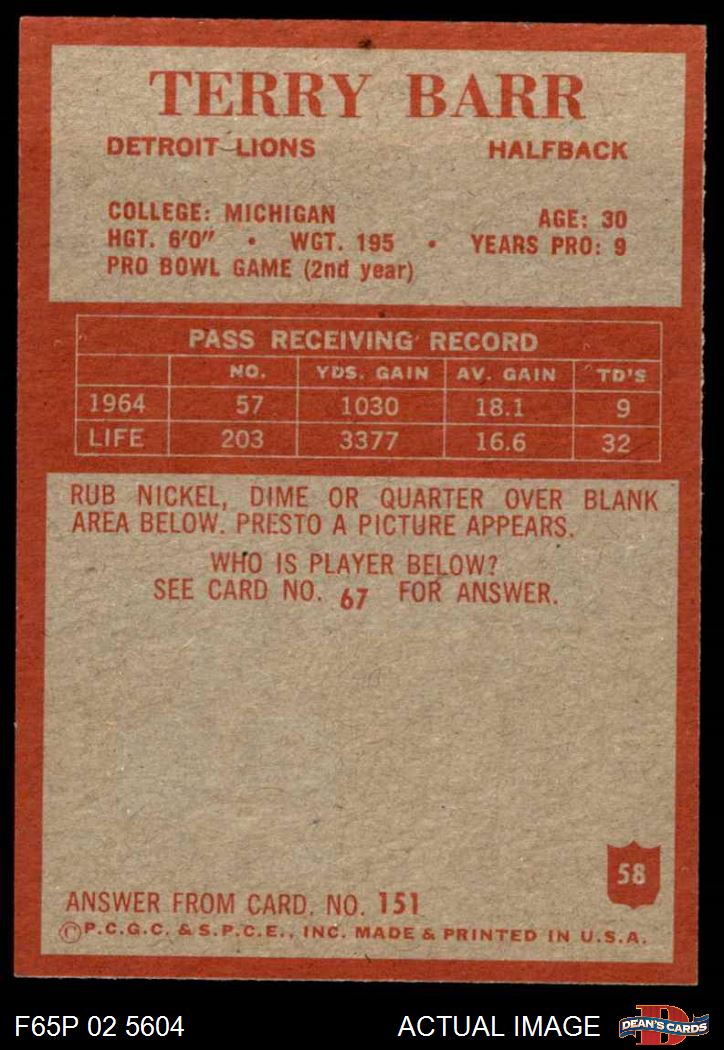 TERRY BARR
DETROIT LIONS HALFBACK
COLLEGE: MICHIGAN AGE: 30
HGT. 6'0" • WGT. 195 • YEARS PRO: 9
PRO BOWL GAME (2nd year)
PASS RECEIVING RECORD
NO. YDS. GAIN AV. GAIN TD'S
1964 57 1030 18.1 9
LIFE 203 3377 16.6 32
RUB NICKEL, DIME OR QUARTER OVER BLANK
AREA BELOW. PRESTO A PICTURE APPEARS.
WHO IS PLAYER BELOW?
SEE CARD NO. 67 FOR ANSWER.
58
ANSWER FROM CARD. NO. 151
©P.C.G.C. & S.P.C.E., INC. MADE & PRINTED IN U.S.A.
F65P 02 5604 ACTUAL IMAGE D DEAN'S CARDS